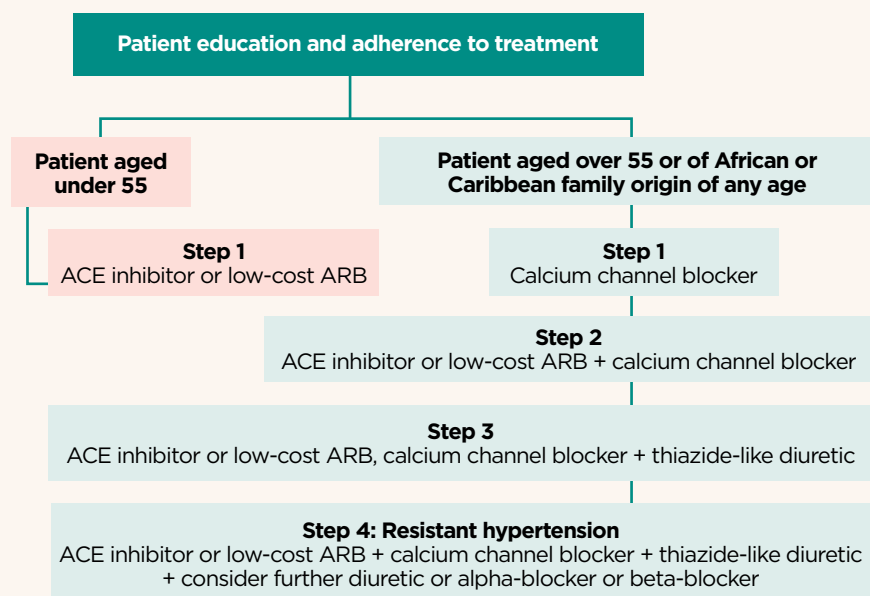 Patient education and adherence to treatment
Patient aged
under 55
Patient aged over 55 or of African or
Caribbean family origin of any age
Step 1
ACE inhibitor or low-cost ARB
Step 1
Calcium channel blocker
Step 2
ACE inhibitor or low-cost ARB + calcium channel blocker
Step 3
ACE inhibitor or low-cost ARB, calcium channel blocker + thiazide-like diuretic
Step 4: Resistant hypertension
ACE inhibitor or low-cost ARB + calcium channel blocker + thiazide-like diuretic
+ consider further diuretic or alpha-blocker or beta-blocker